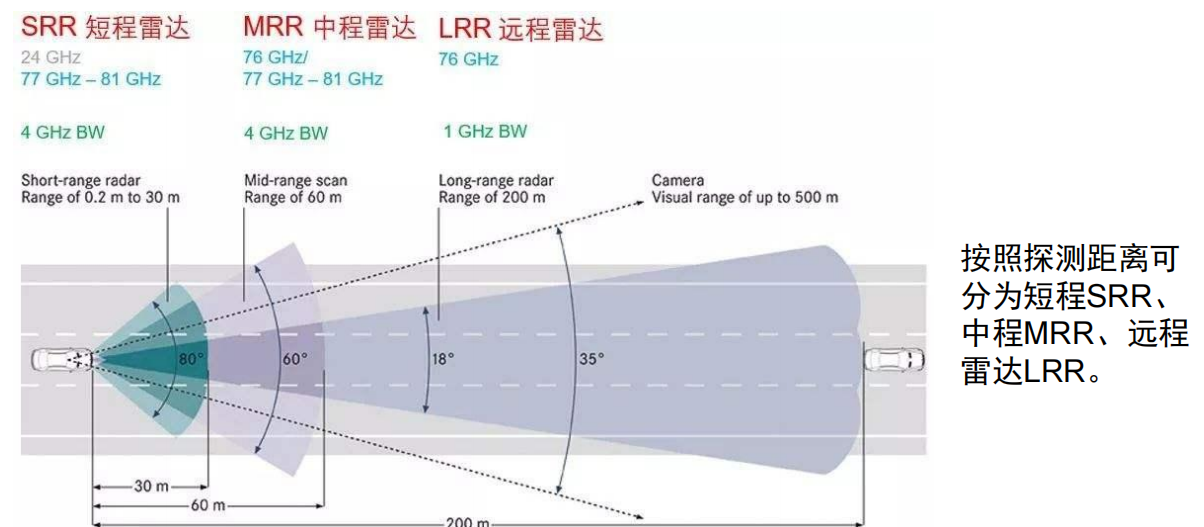 SRR 短程雷达
24 GHz
77 GHz – 81 GHz
4 GHz BW
MRR 中程雷达
76 GHz/
77 GHz – 81 GHz
4 GHz BW
LRR 远程雷达
76 GHz
1 GHz BW
Short-range radar
Range of 0.2 m to 30 m
Mid-range scan
Range of 60 m
Long-range radar
Range of 200 m
Camera
Visual range of up to 500 m
80°
60°
18°
35°
30 m
60 m
200 m
按照探测距离可
分为短程SRR、
中程MRR、远程
雷达LRR。